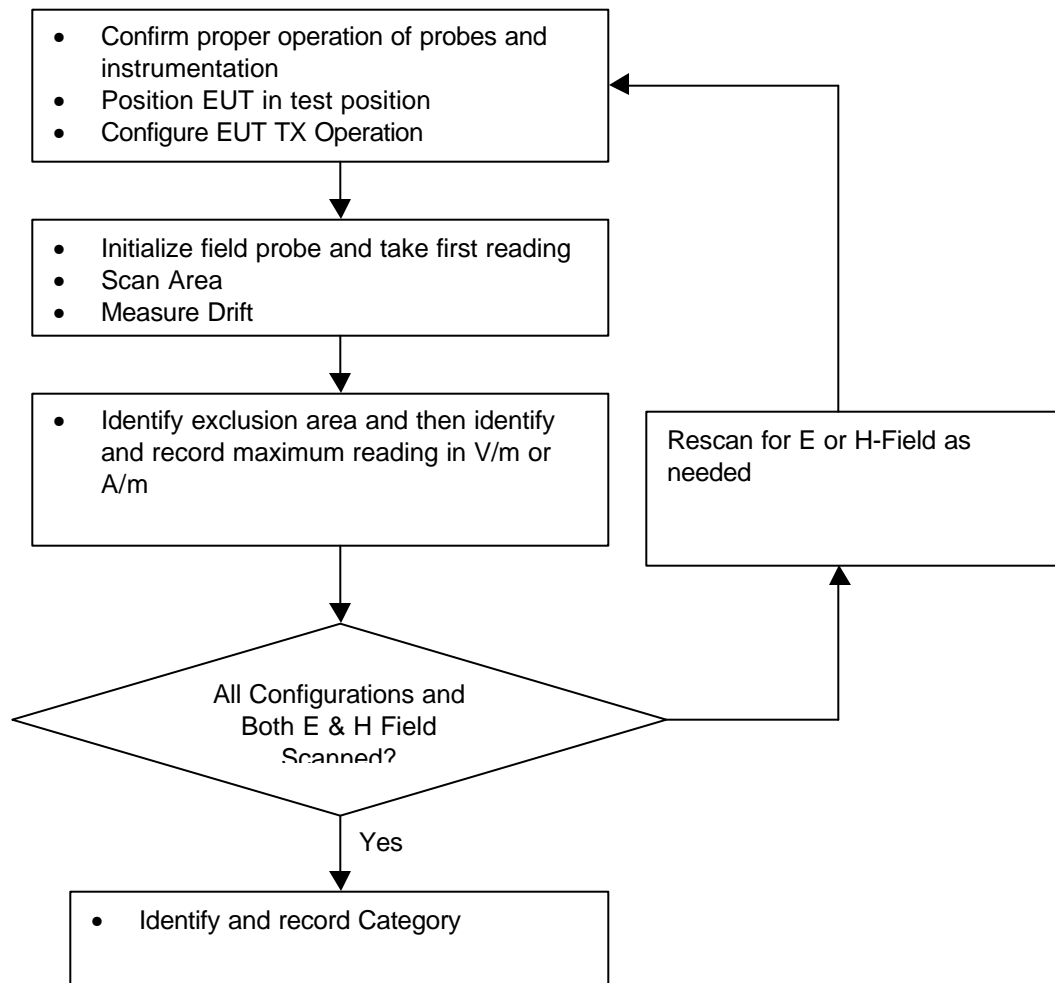 • Confirm proper operation of probes and
instrumentation
• Position EUT in test position
• Configure EUT TX Operation
• Initialize field probe and take first reading
• Scan Area
• Measure Drift
• Identify exclusion area and then identify
and record maximum reading in V/m or
A/m
Rescan for E or H-Field as
needed
All Configurations and
Both E & H Field
Scanned?
Yes
• Identify and record Category